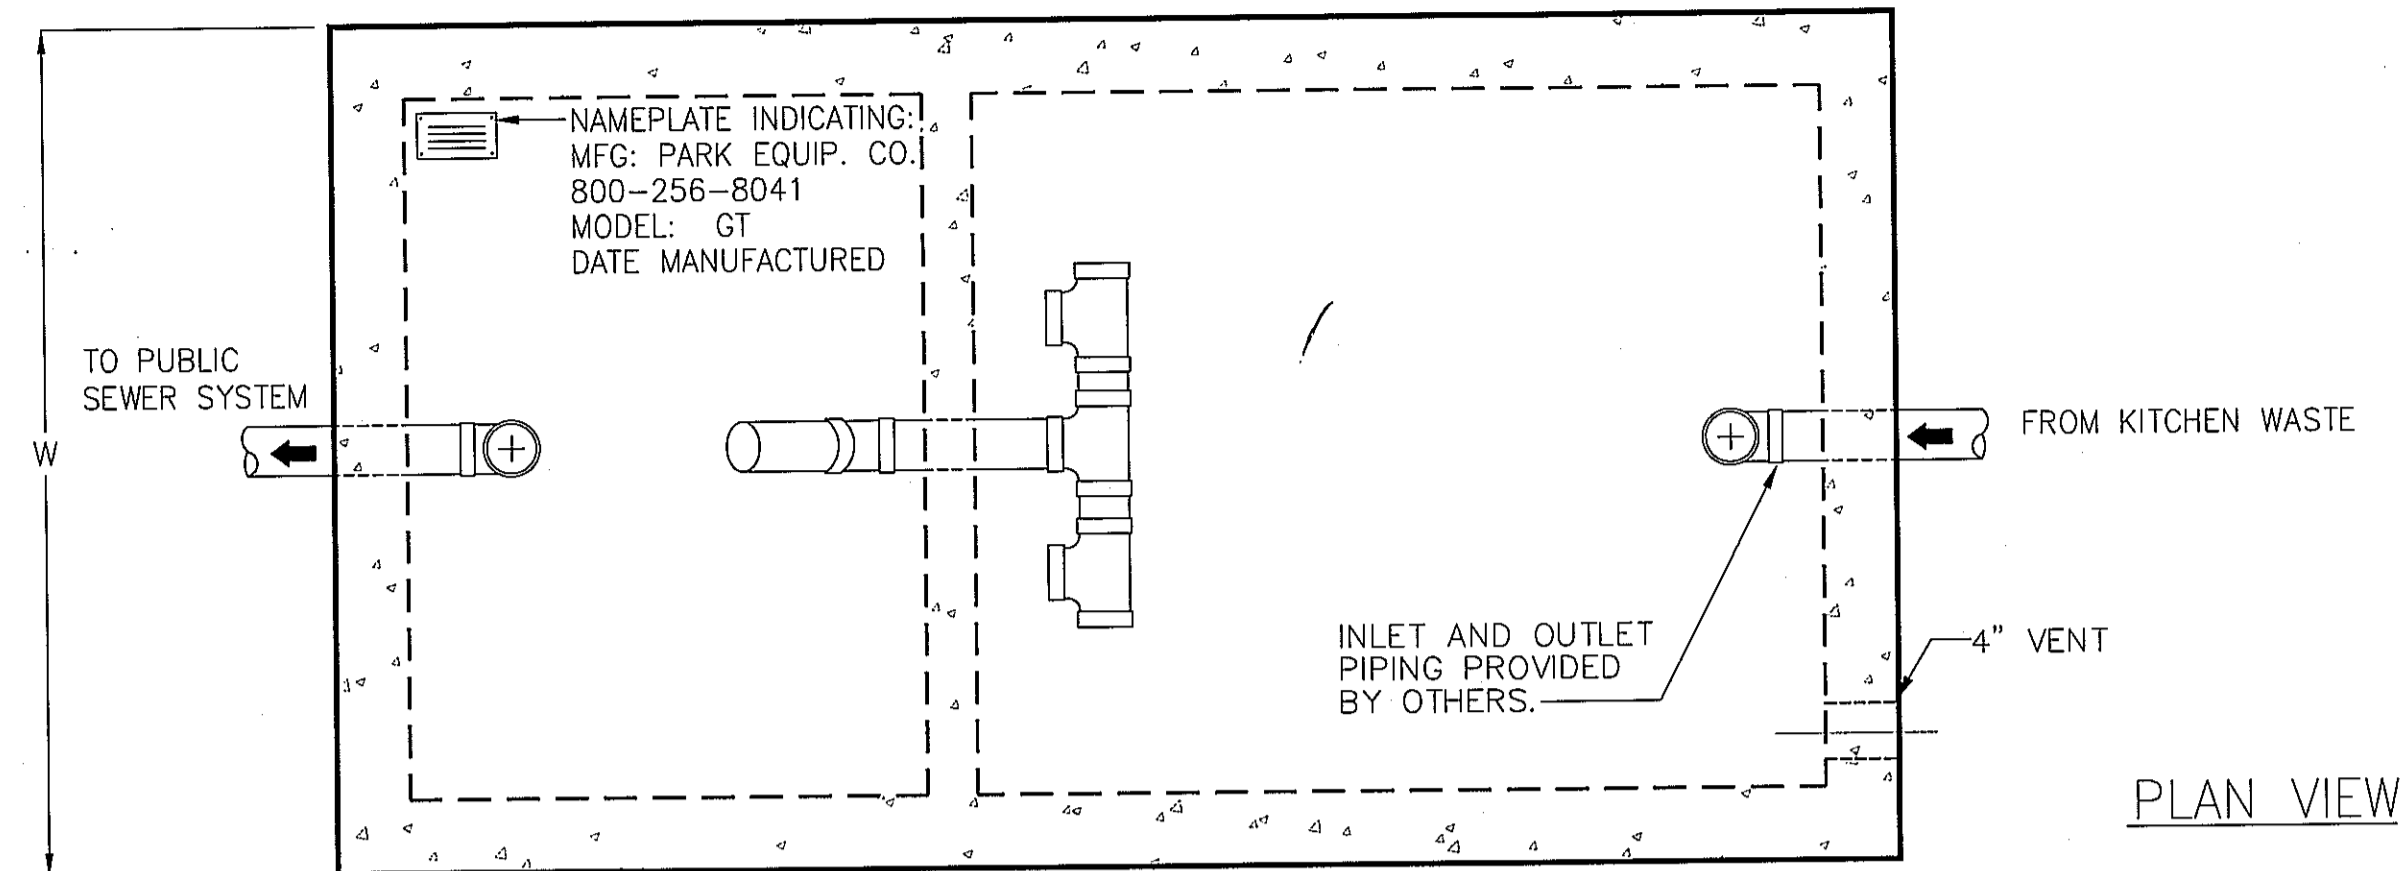 NAMEPLATE INDICATING:
MFG: PARK EQUIP. CO.
800-256-8041
MODEL: GT
DATE MANUFACTURED
TO PUBLIC
SEWER SYSTEM
W
FROM KITCHEN WASTE
INLET AND OUTLET
PIPING PROVIDED
BY OTHERS.
4" VENT
PLAN VIEW